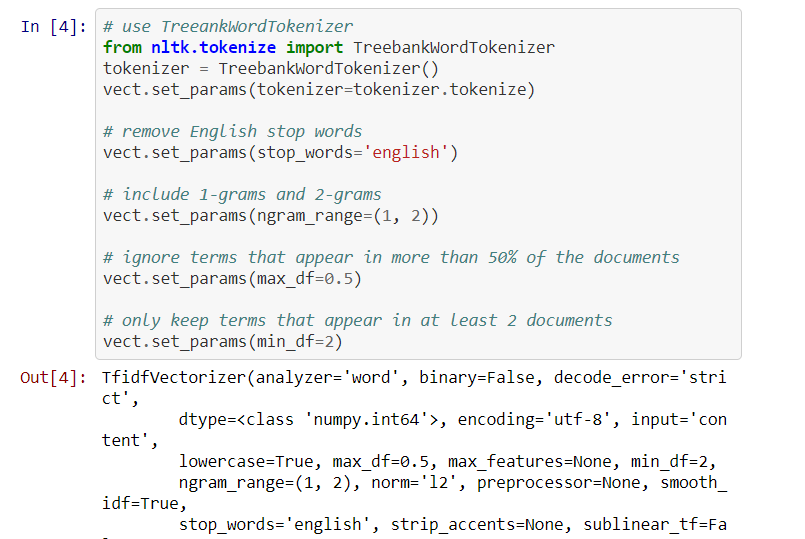 In [4]: # use TreeankWordTokenizer
from nltk.tokenize import TreebankWordTokenizer
tokenizer = TreebankWordTokenizer()
vect.set_params(tokenizer=tokenizer.tokenize)
# remove English stop words
vect.set_params(stop_words='english')
# include 1-grams and 2-grams
vect.set_params(ngram_range=(1, 2))
# ignore terms that appear in more than 50% of the documents
vect.set_params(max_df=0.5)
# only keep terms that appear in at least 2 documents
vect.set_params(min_df=2)
Out[4]: TfidfVectorizer(analyzer='word', binary=False, decode_error='stri
ct',
dtype=<class 'numpy.int64'>, encoding='utf-8', input='con
tent',
lowercase=True, max_df=0.5, max_features=None, min_df=2,
ngram_range=(1, 2), norm='l2', preprocessor=None, smooth_
idf=True,
stop_words='english', strip_accents=None, sublinear_tf=Fa